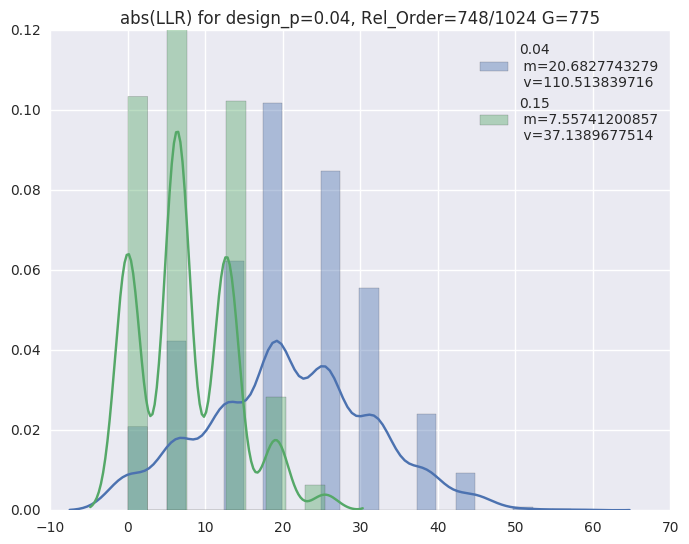 abs(LLR) for design_p=0.04, Rel_Order=748/1024 G=775
0.04
m=20.6827743279
v=110.513839716
0.15
m=7.55741200857
v=37.1389677514
0.12
0.10
0.08
0.06
0.04
0.02
0.00
−10 0 10 20 30 40 50 60 70